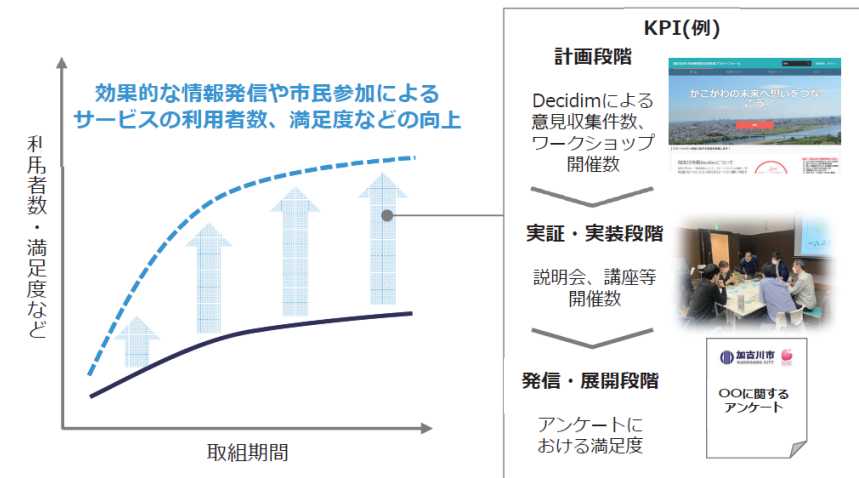 効果的な情報発信や市民参加による
サービスの利用者数、満足度などの向上
利用者数・満足度など
取組期間
KPI(例)
計画段階
Decidimによる
意見収集件数、
ワークショップ
開催数
かこがわの未来へ想いをつな
ごう
実証・実装段階
説明会、講座等
開催数
発信・展開段階
アンケートに
おける満足度
加古川市
KAKOGAWA CITY
〇〇に関する
アンケート